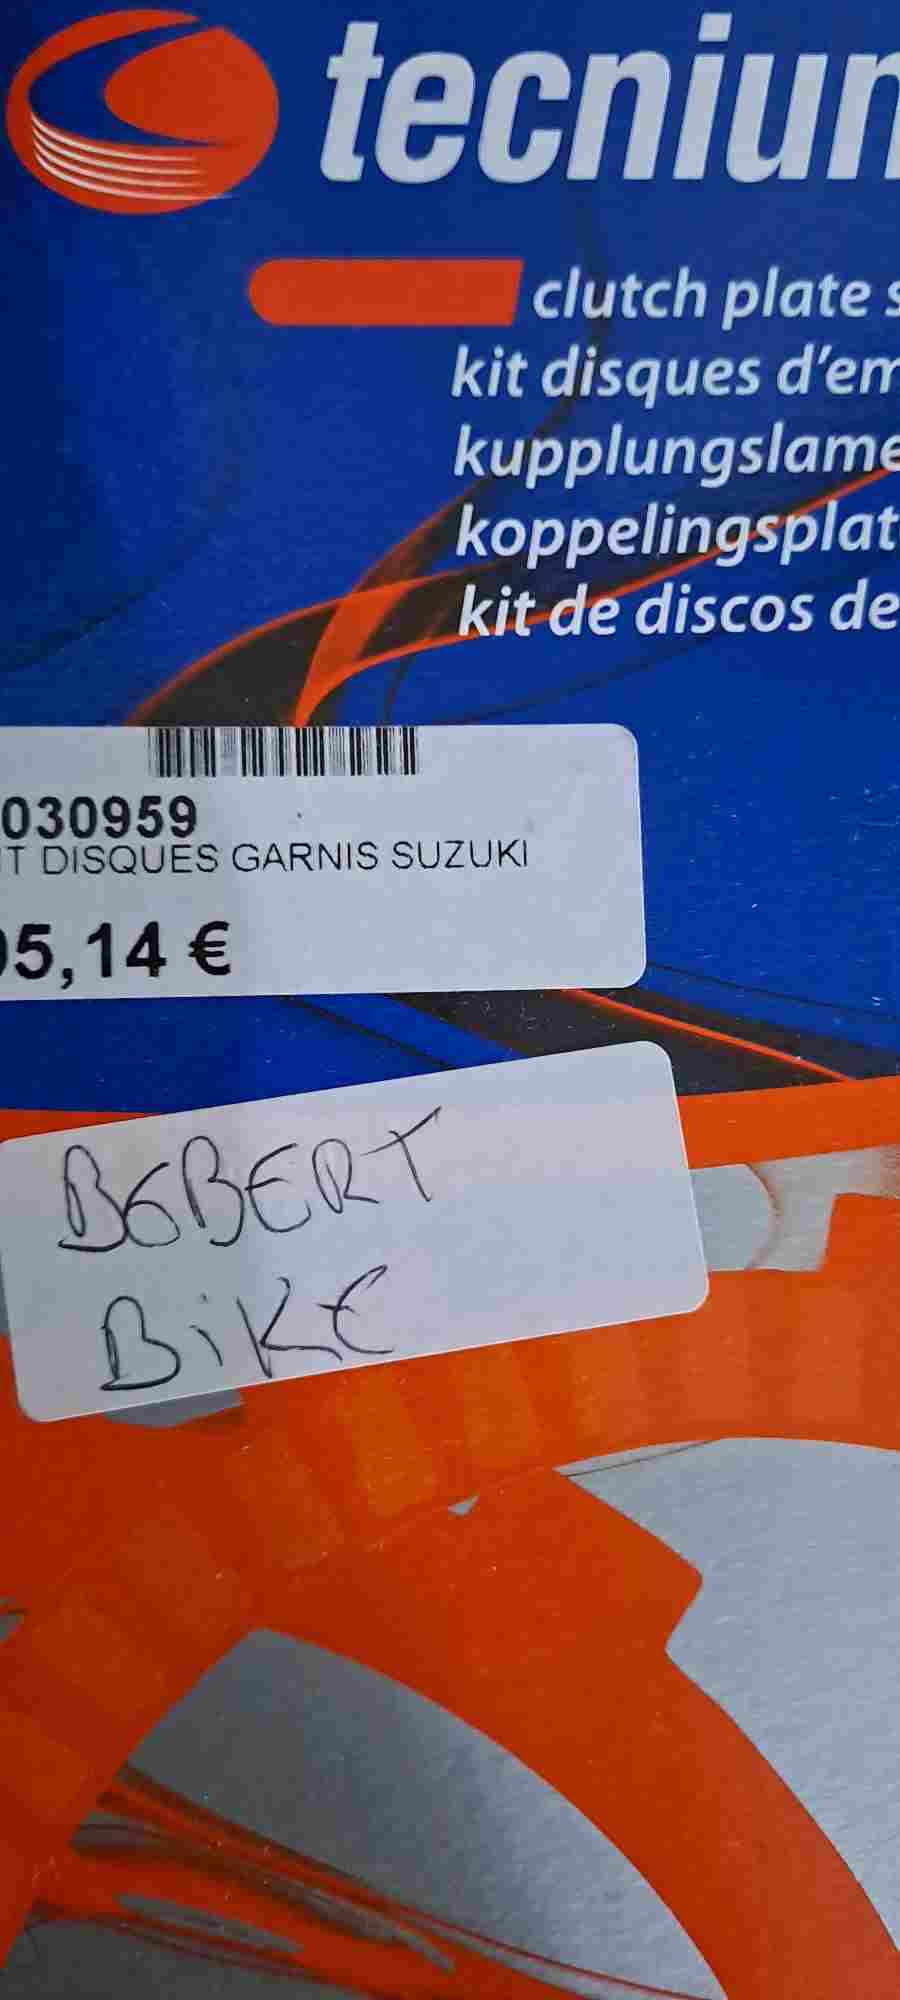 tecnium
clutch plate s
kit disques d'em
kupplungslame
koppelingsplat
kit de discos de
030959
IT DISQUES GARNIS SUZUKI
05,14 €
BEBERT
BiKE